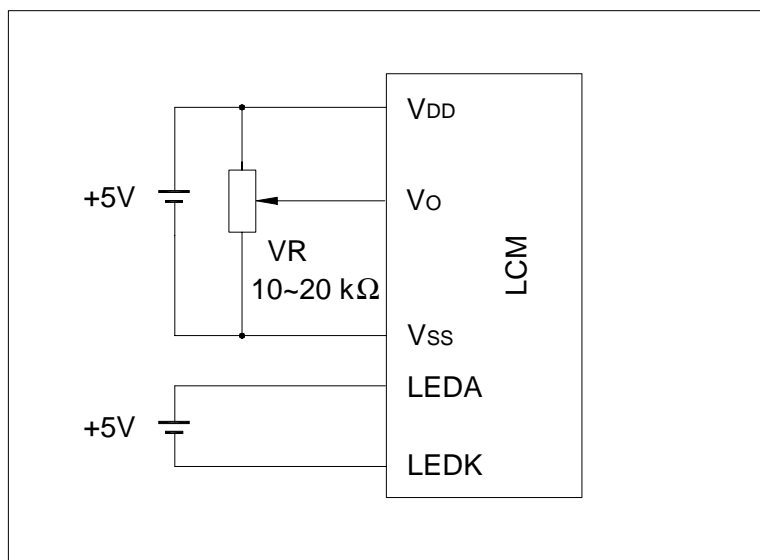 VDD
+5V
VO
VR
LCM
10~20 kΩ
VSS
LEDA
+5V
LEDK